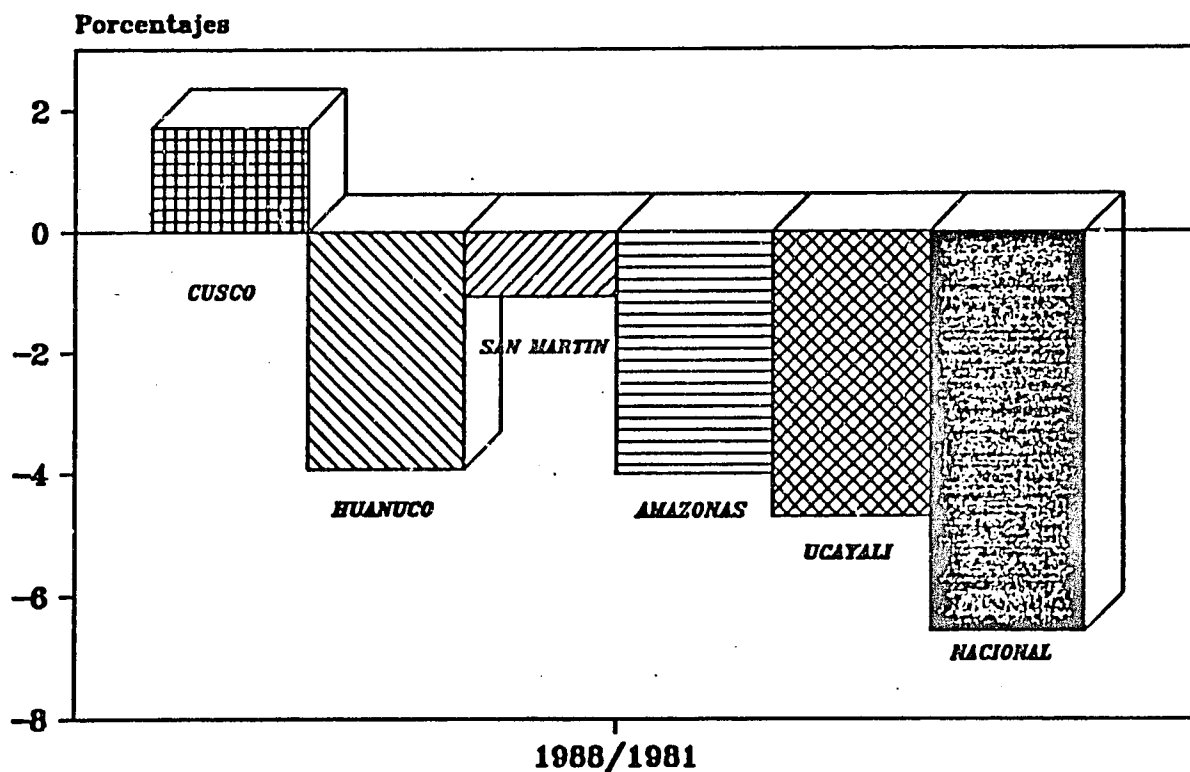 Porcentajes
2
0
-2
-4
-6
-8
CUSCO
HUANUCO
SAN MARTIN
AMAZONAS
UCAYALI
NACIONAL
1988/1981